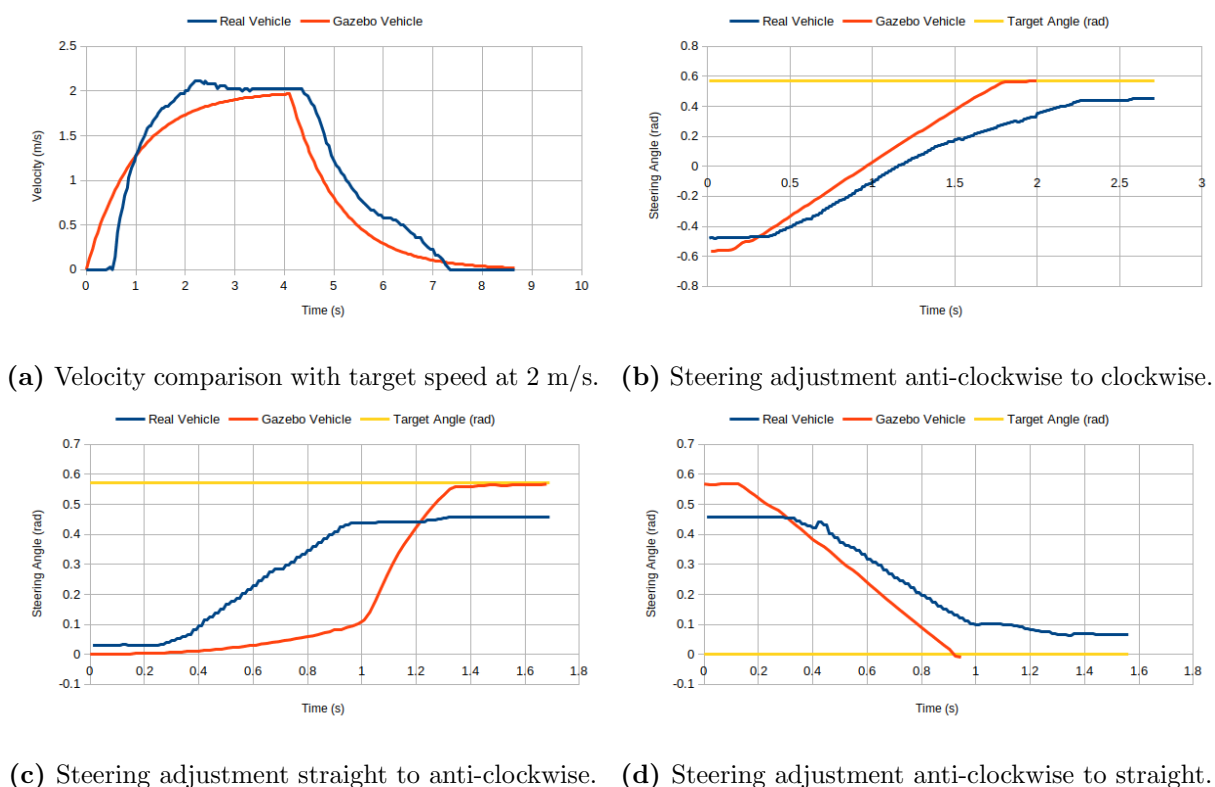 Real Vehicle Gazebo Vehicle
2.5
2
1.5
1
0.5
0
Velocity (m/s)
0 1 2 3 4 5 6 7 8 9 10
Time (s)
Real Vehicle Gazebo Vehicle Target Angle (rad)
0.8
0.6
0.4
0.2
0
-0.2
-0.4
-0.6
-0.8
Steering Angle (rad)
0 0.5 1 1.5 2 2.5 3
Time (s)
(a) Velocity comparison with target speed at 2 m/s.
(b) Steering adjustment anti-clockwise to clockwise.
Real Vehicle Gazebo Vehicle Target Angle (rad)
0.7
0.6
0.5
0.4
0.3
0.2
0.1
0
-0.1
Steering Angle (rad)
0 0.2 0.4 0.6 0.8 1 1.2 1.4 1.6 1.8
Time (s)
Real Vehicle Gazebo Vehicle Target Angle (rad)
0.7
0.6
0.5
0.4
0.3
0.2
0.1
0
-0.1
Steering Angle (rad)
0 0.2 0.4 0.6 0.8 1 1.2 1.4 1.6 1.8
Time (s)
(c) Steering adjustment straight to anti-clockwise.
(d) Steering adjustment anti-clockwise to straight.